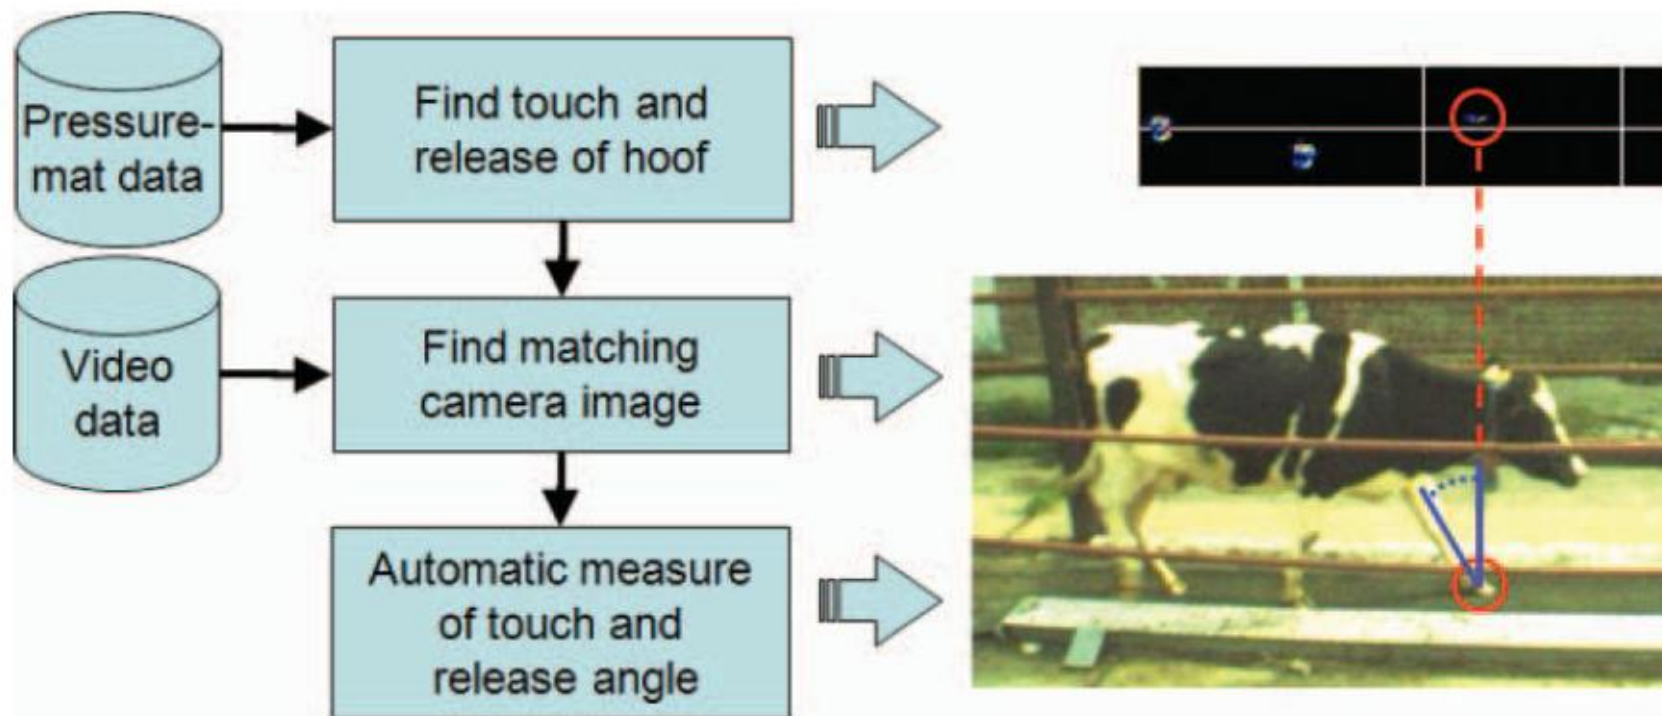 Pressure-
mat data
Find touch and
release of hoof
Video
data
Find matching
camera image
Automatic measure
of touch and
release angle